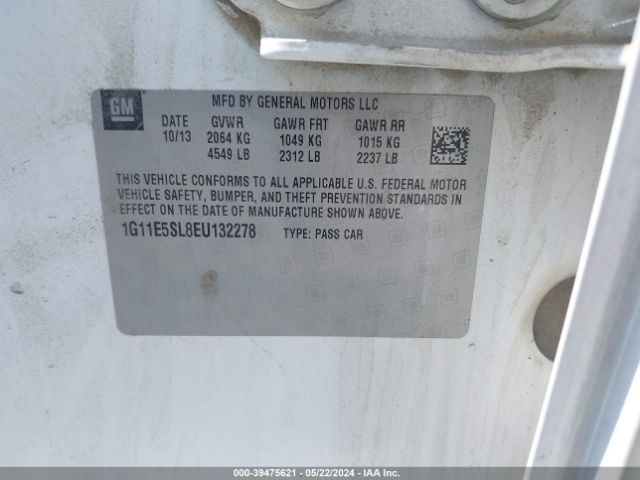 GM
MFD BY GENERAL MOTORS LLC
DATE GVWR GAWR FRT GAWR RR
10/13 2064 KG 1049 KG 1015 KG
4549 LB 2312 LB 2237 LB
THIS VEHICLE CONFORMS TO ALL APPLICABLE U.S. FEDERAL MOTOR
VEHICLE SAFETY, BUMPER, AND THEFT PREVENTION STANDARDS IN
EFFECT ON THE DATE OF MANUFACTURE SHOWN ABOVE.
1G11E5SL8EU132278 TYPE: PASS CAR
000-39475621 - 05/22/2024 - IAA Inc.